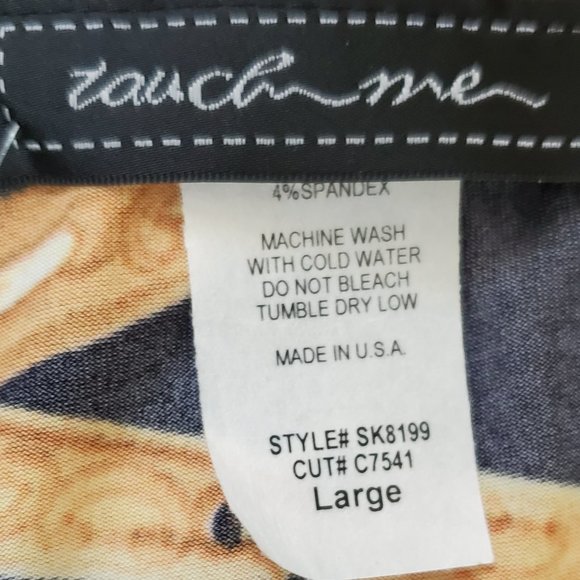 touch me
4%SPANDEX
MACHINE WASH
WITH COLD WATER
DO NOT BLEACH
TUMBLE DRY LOW
MADE IN U.S.A.
STYLE# SK8199
CUT# C7541
Large